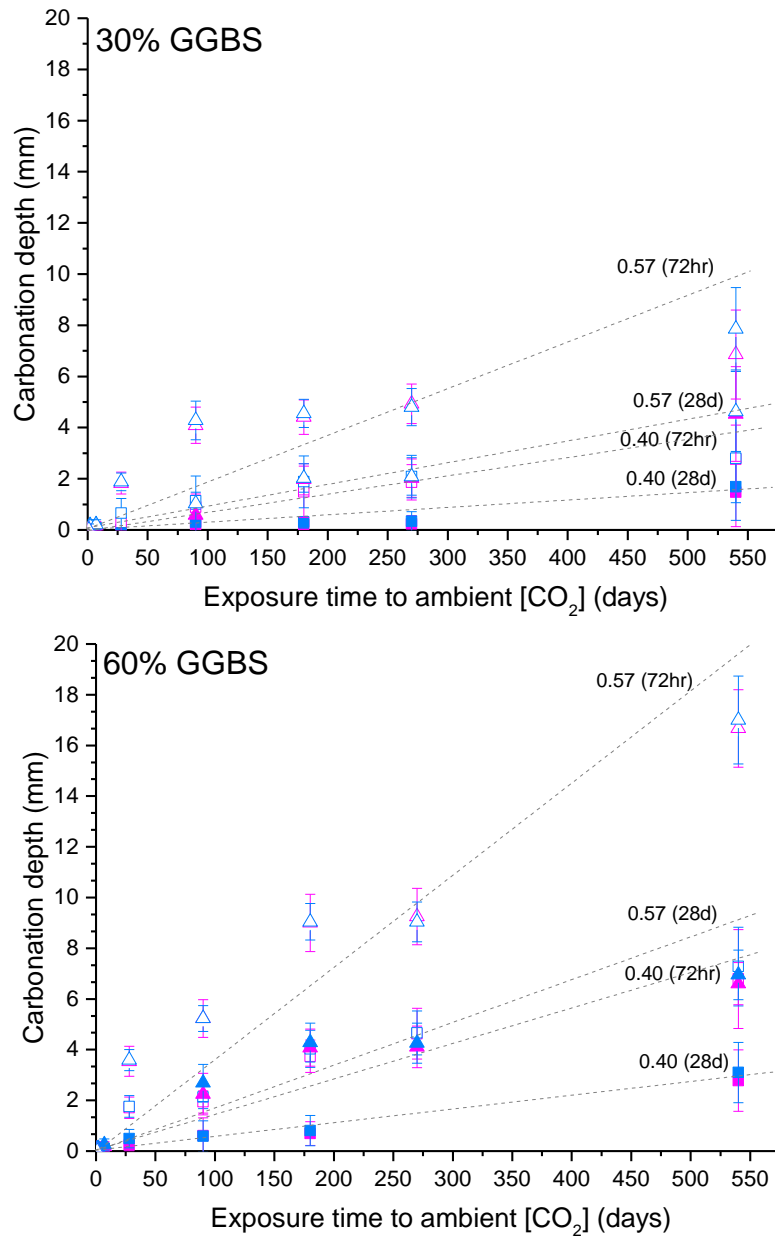 30% GGBS
20
18
16
14
12
10
8
6
4
2
0
Carbonation depth (mm)
0.57 (72hr)
0.57 (28d)
0.40 (72hr)
0.40 (28d)
0 50 100 150 200 250 300 350 400 450 500 550
Exposure time to ambient [CO₂] (days)
60% GGBS
20
18
16
14
12
10
8
6
4
2
0
Carbonation depth (mm)
0.57 (72hr)
0.57 (28d)
0.40 (72hr)
0.40 (28d)
0 50 100 150 200 250 300 350 400 450 500 550
Exposure time to ambient [CO₂] (days)